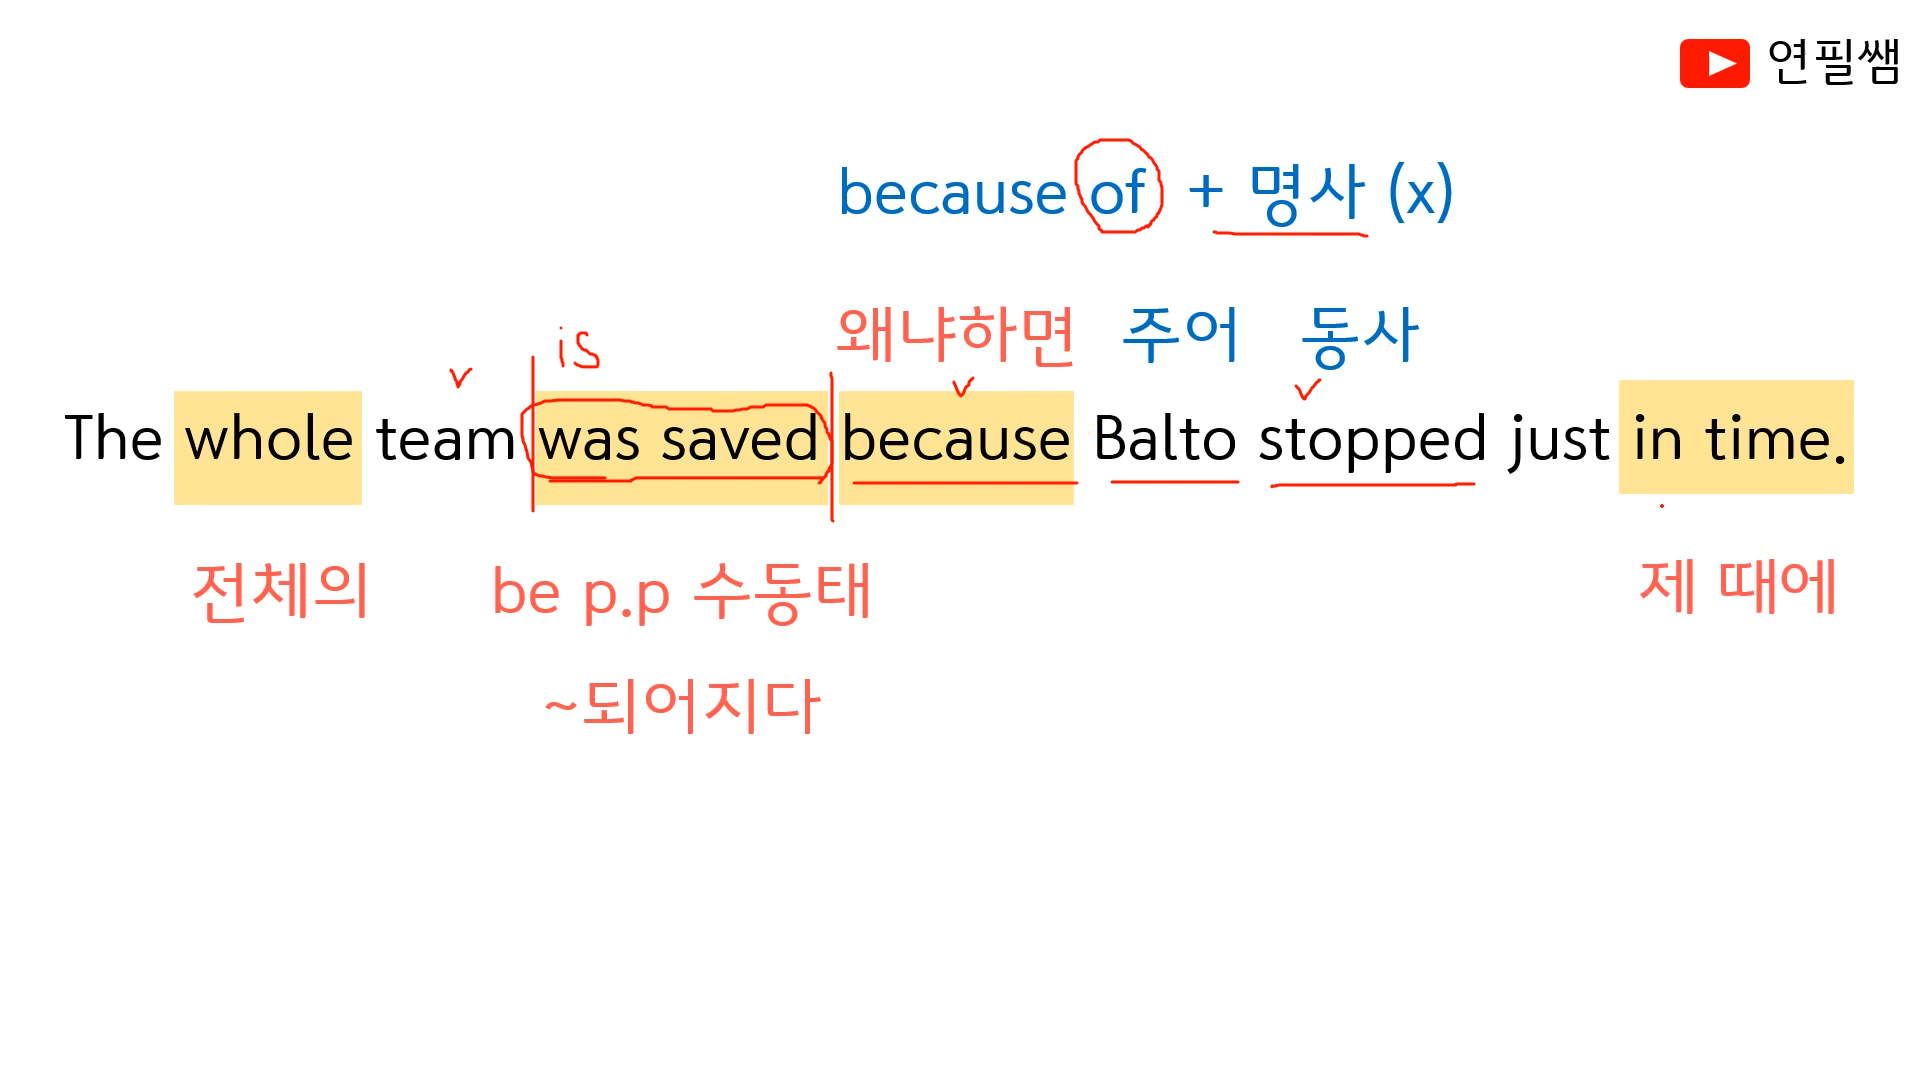 연필쌤
because of + 명사 (x)
왜냐하면 주어 동사
is
The whole team was saved because Balto stopped just in time.
전체의 be p.p 수동태 제 때에
~되어지다